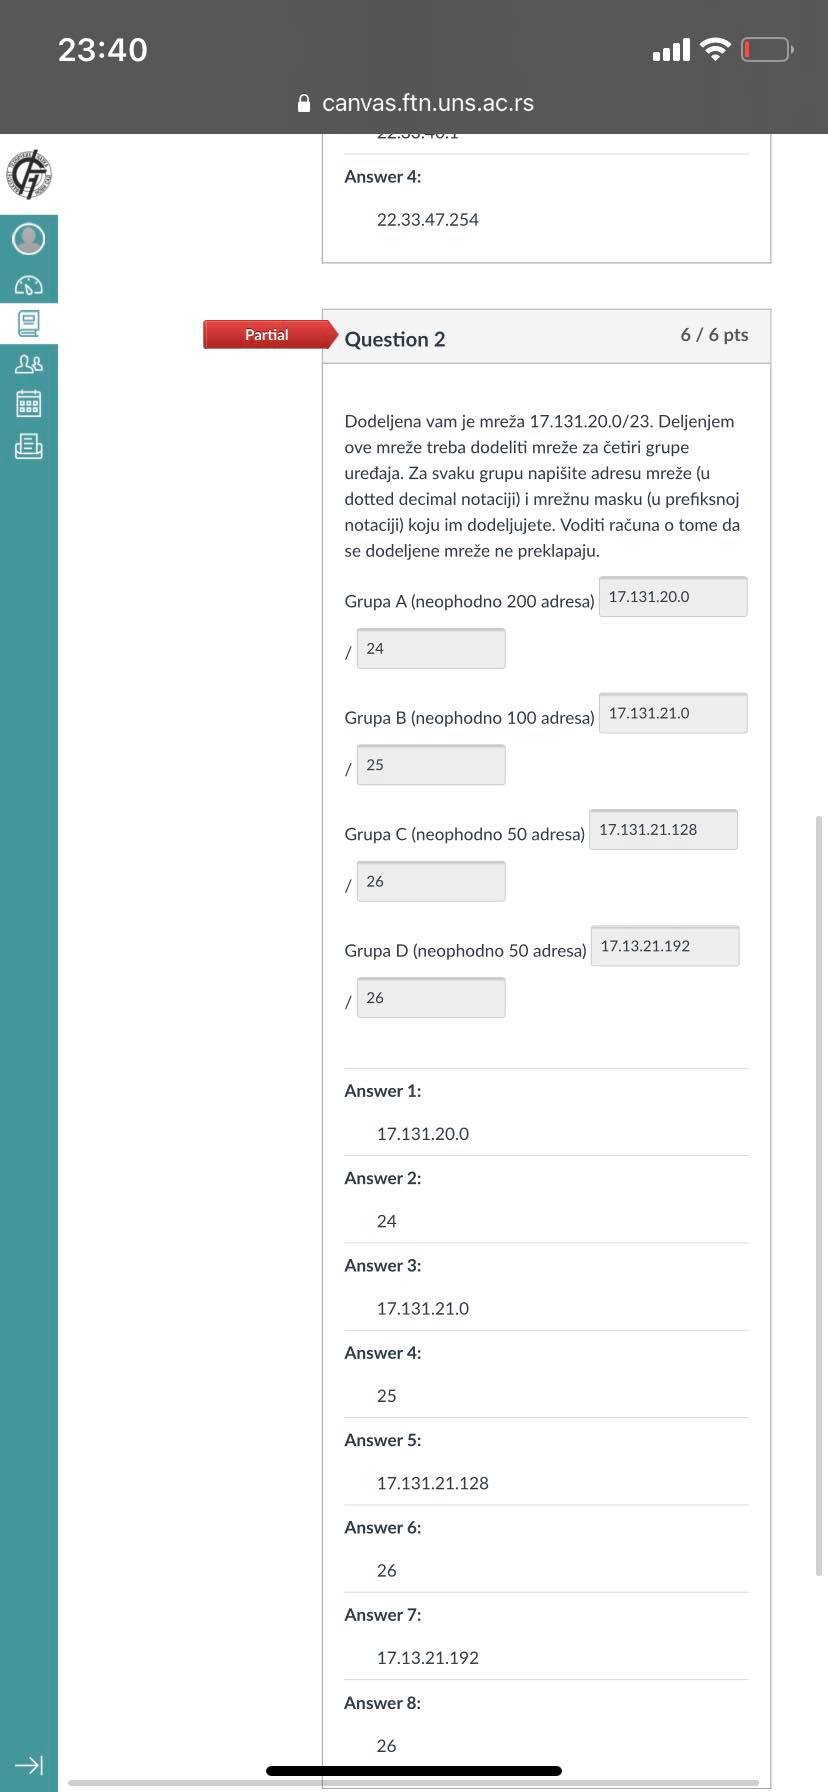 23:40
canvas.ftn.uns.ac.rs
Answer 4:
22.33.47.254
Partial
Question 2
6 / 6 pts
Dodeljena vam je mreža 17.131.20.0/23. Deljenjem
ove mreže treba dodeliti mreže za četiri grupe
uređaja. Za svaku grupu napišite adresu mreže (u
dotted decimal notaciji) i mrežnu masku (u prefiksnoj
notaciji) koju im dodeljujete. Voditi računa o tome da
se dodeljene mreže ne preklapaju.
Grupa A (neophodno 200 adresa) 17.131.20.0
/ 24
Grupa B (neophodno 100 adresa) 17.131.21.0
/ 25
Grupa C (neophodno 50 adresa) 17.131.21.128
/ 26
Grupa D (neophodno 50 adresa) 17.13.21.192
/ 26
Answer 1:
17.131.20.0
Answer 2:
24
Answer 3:
17.131.21.0
Answer 4:
25
Answer 5:
17.131.21.128
Answer 6:
26
Answer 7:
17.13.21.192
Answer 8:
26